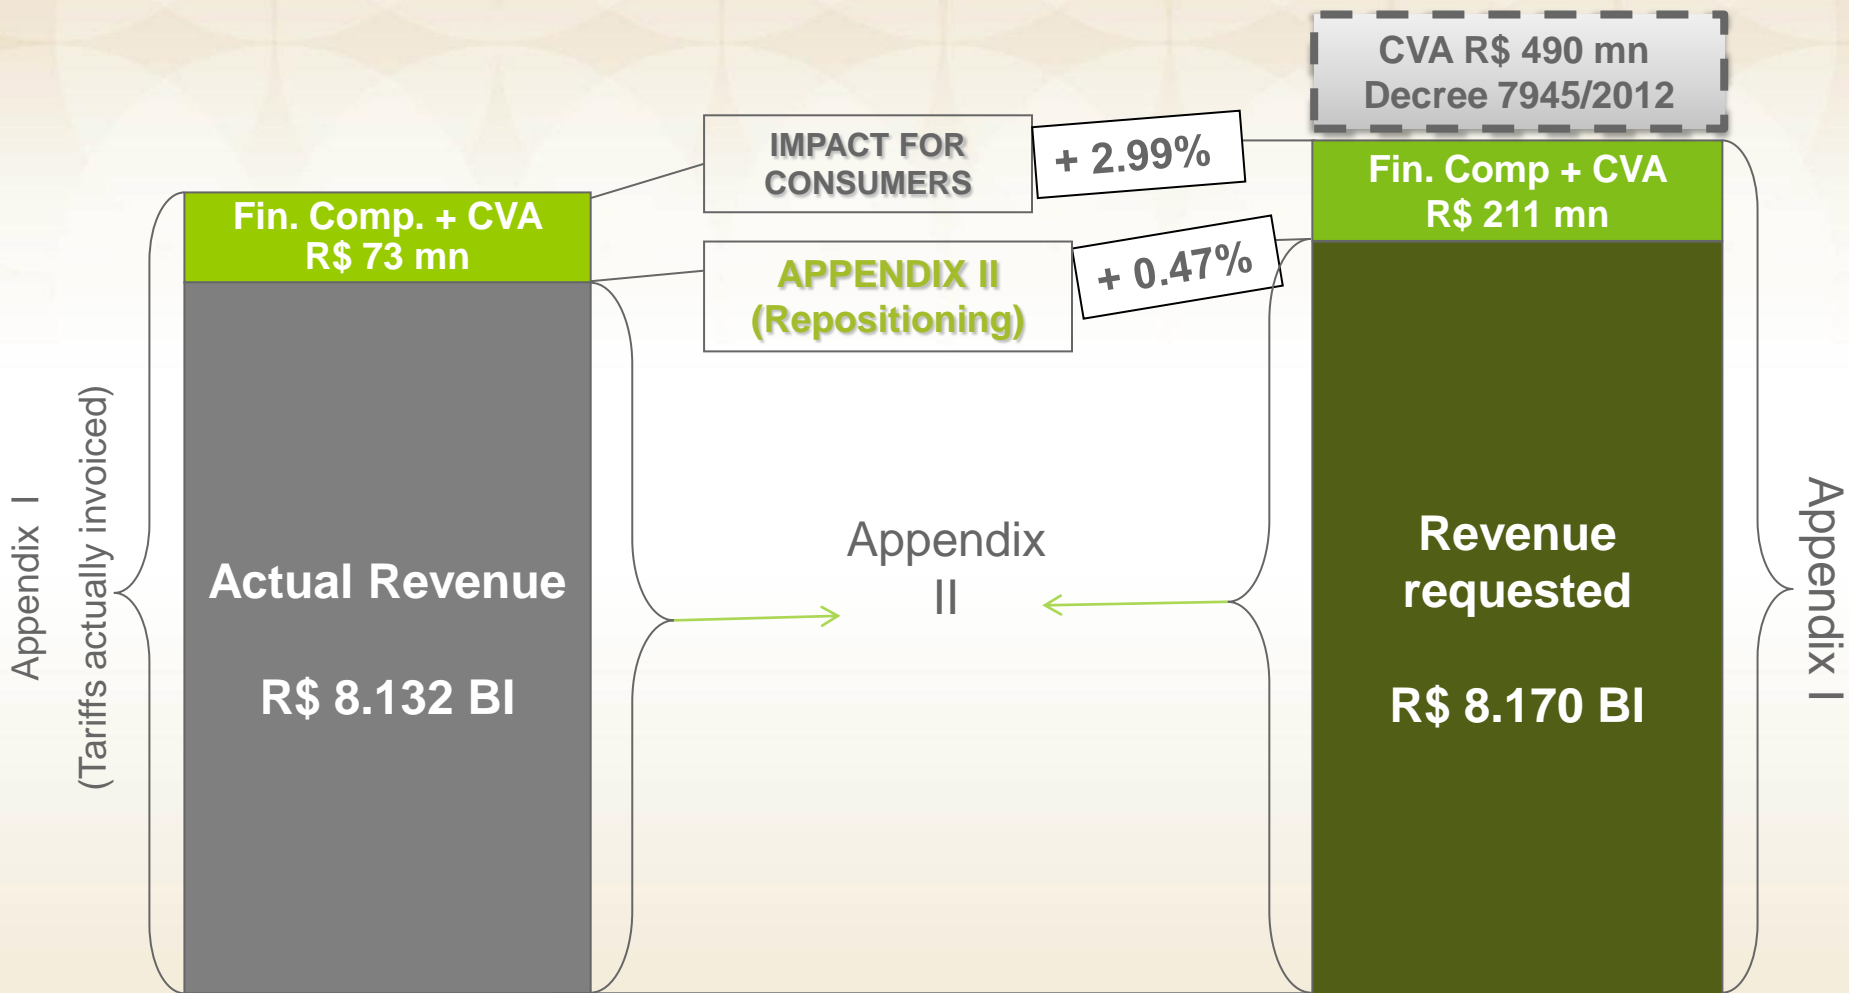 CVA R$ 490 mn
Decree 7945/2012
IMPACT FOR
CONSUMERS
+ 2.99%
Fin. Comp + CVA
R$ 211 mn
Fin. Comp. + CVA
R$ 73 mn
APPENDIX II
(Repositioning)
+ 0.47%
Appendix I
(Tariffs actually invoiced)
Actual Revenue
R$ 8.132 BI
Appendix
II
Revenue
requested
R$ 8.170 BI
Appendix I